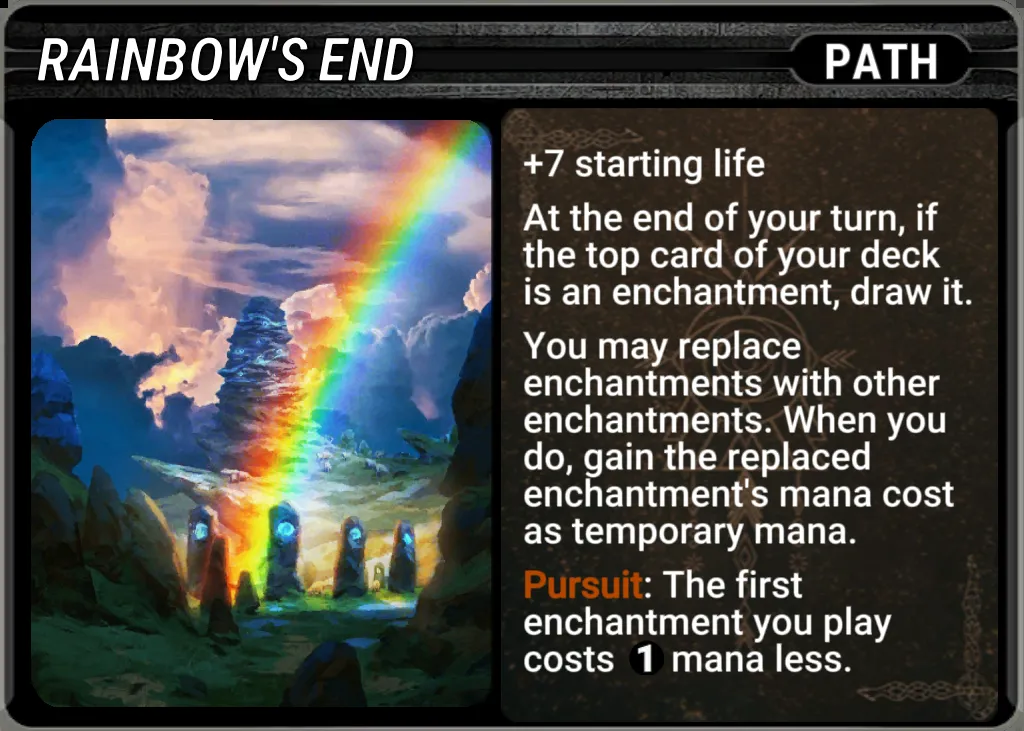 RAINBOW'S END
PATH
+7 starting life
At the end of your turn, if
the top card of your deck
is an enchantment, draw it.
You may replace
enchantments with other
enchantments. When you
do, gain the replaced
enchantment's mana cost
as temporary mana.
Pursuit: The first
enchantment you play
costs 1 mana less.